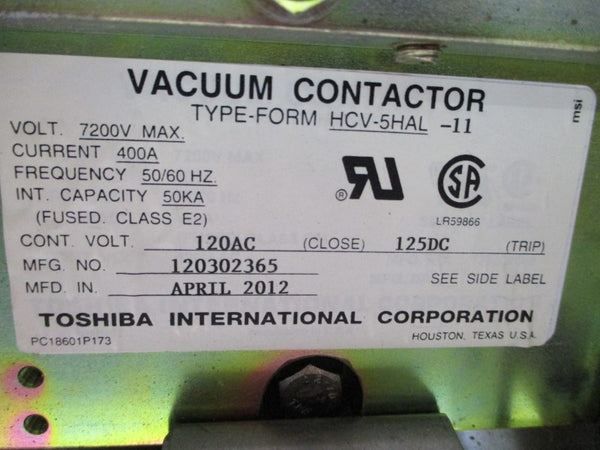 VACUUM CONTACTOR
TYPE-FORM HCV-5HAL -11
msi
VOLT. 7200V MAX.
CURRENT 400A
FREQUENCY 50/60 HZ.
INT. CAPACITY 50KA
(FUSED. CLASS E2)
RU ®
SA
LR59866
CONT. VOLT. 120AC (CLOSE) 125DC (TRIP)
MFG. NO. 120302365
MFD. IN. APRIL 2012
SEE SIDE LABEL
TOSHIBA INTERNATIONAL CORPORATION
PC18601P173
HOUSTON, TEXAS U.S.A.